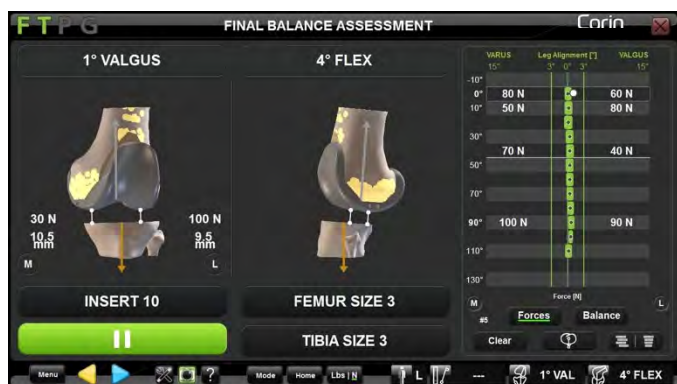 F T P G
FINAL BALANCE ASSESSMENT
Corin
1° VALGUS
4° FLEX
VARUS Leg Alignment [°] VALGUS
15° 3° 0° 3° 15°
-10°
0° 80 N 60 N
10° 50 N 80 N
30°
70 N 40 N
50°
70°
90° 100 N 90 N
110°
130°
30 N 100 N
10.5 mm 9.5 mm
M L
M Force [N] L
INSERT 10
FEMUR SIZE 3
TIBIA SIZE 3
#5 Forces Balance
Clear
Menu ? Mode Home Lbs | N L --- 1° VAL 4° FLEX